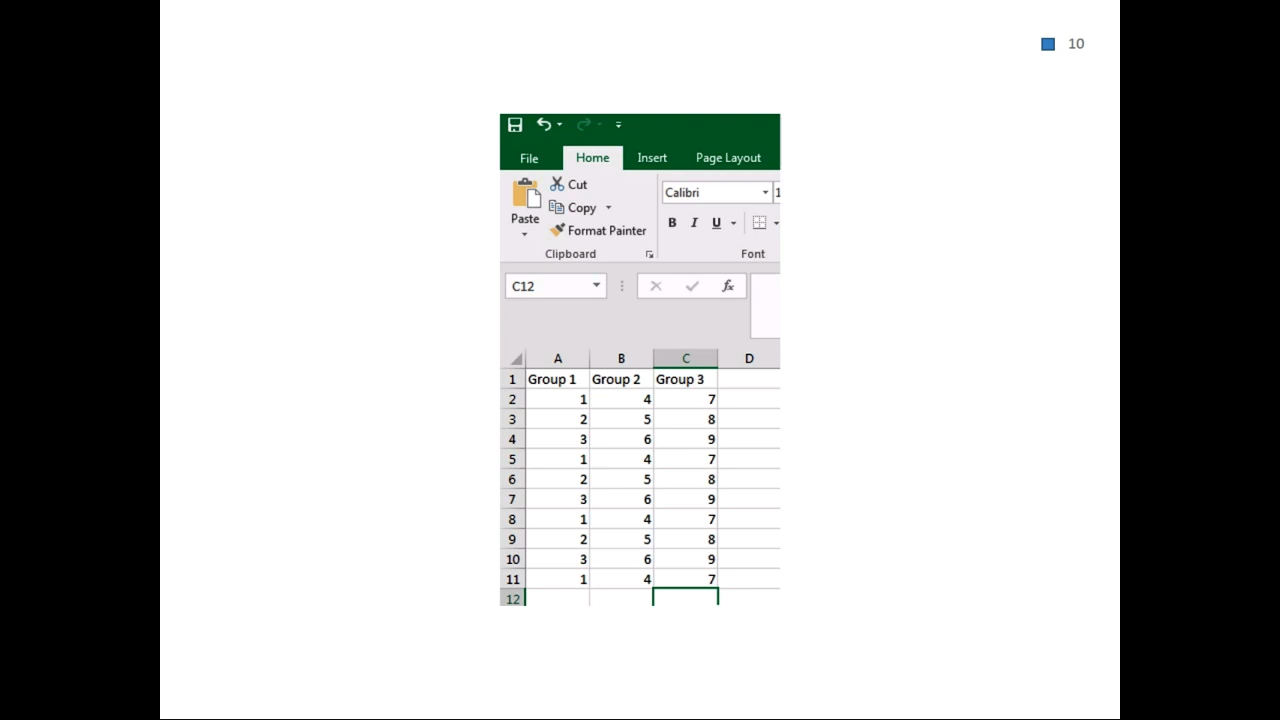 10
File Home Insert Page Layout
Cut
Calibri 1
Copy
Paste
B I U
Format Painter
Clipboard Font
C12 fx
A B C D
1 Group 1 Group 2 Group 3
2 1 4 7
3 2 5 8
4 3 6 9
5 1 4 7
6 2 5 8
7 3 6 9
8 1 4 7
9 2 5 8
10 3 6 9
11 1 4 7
12